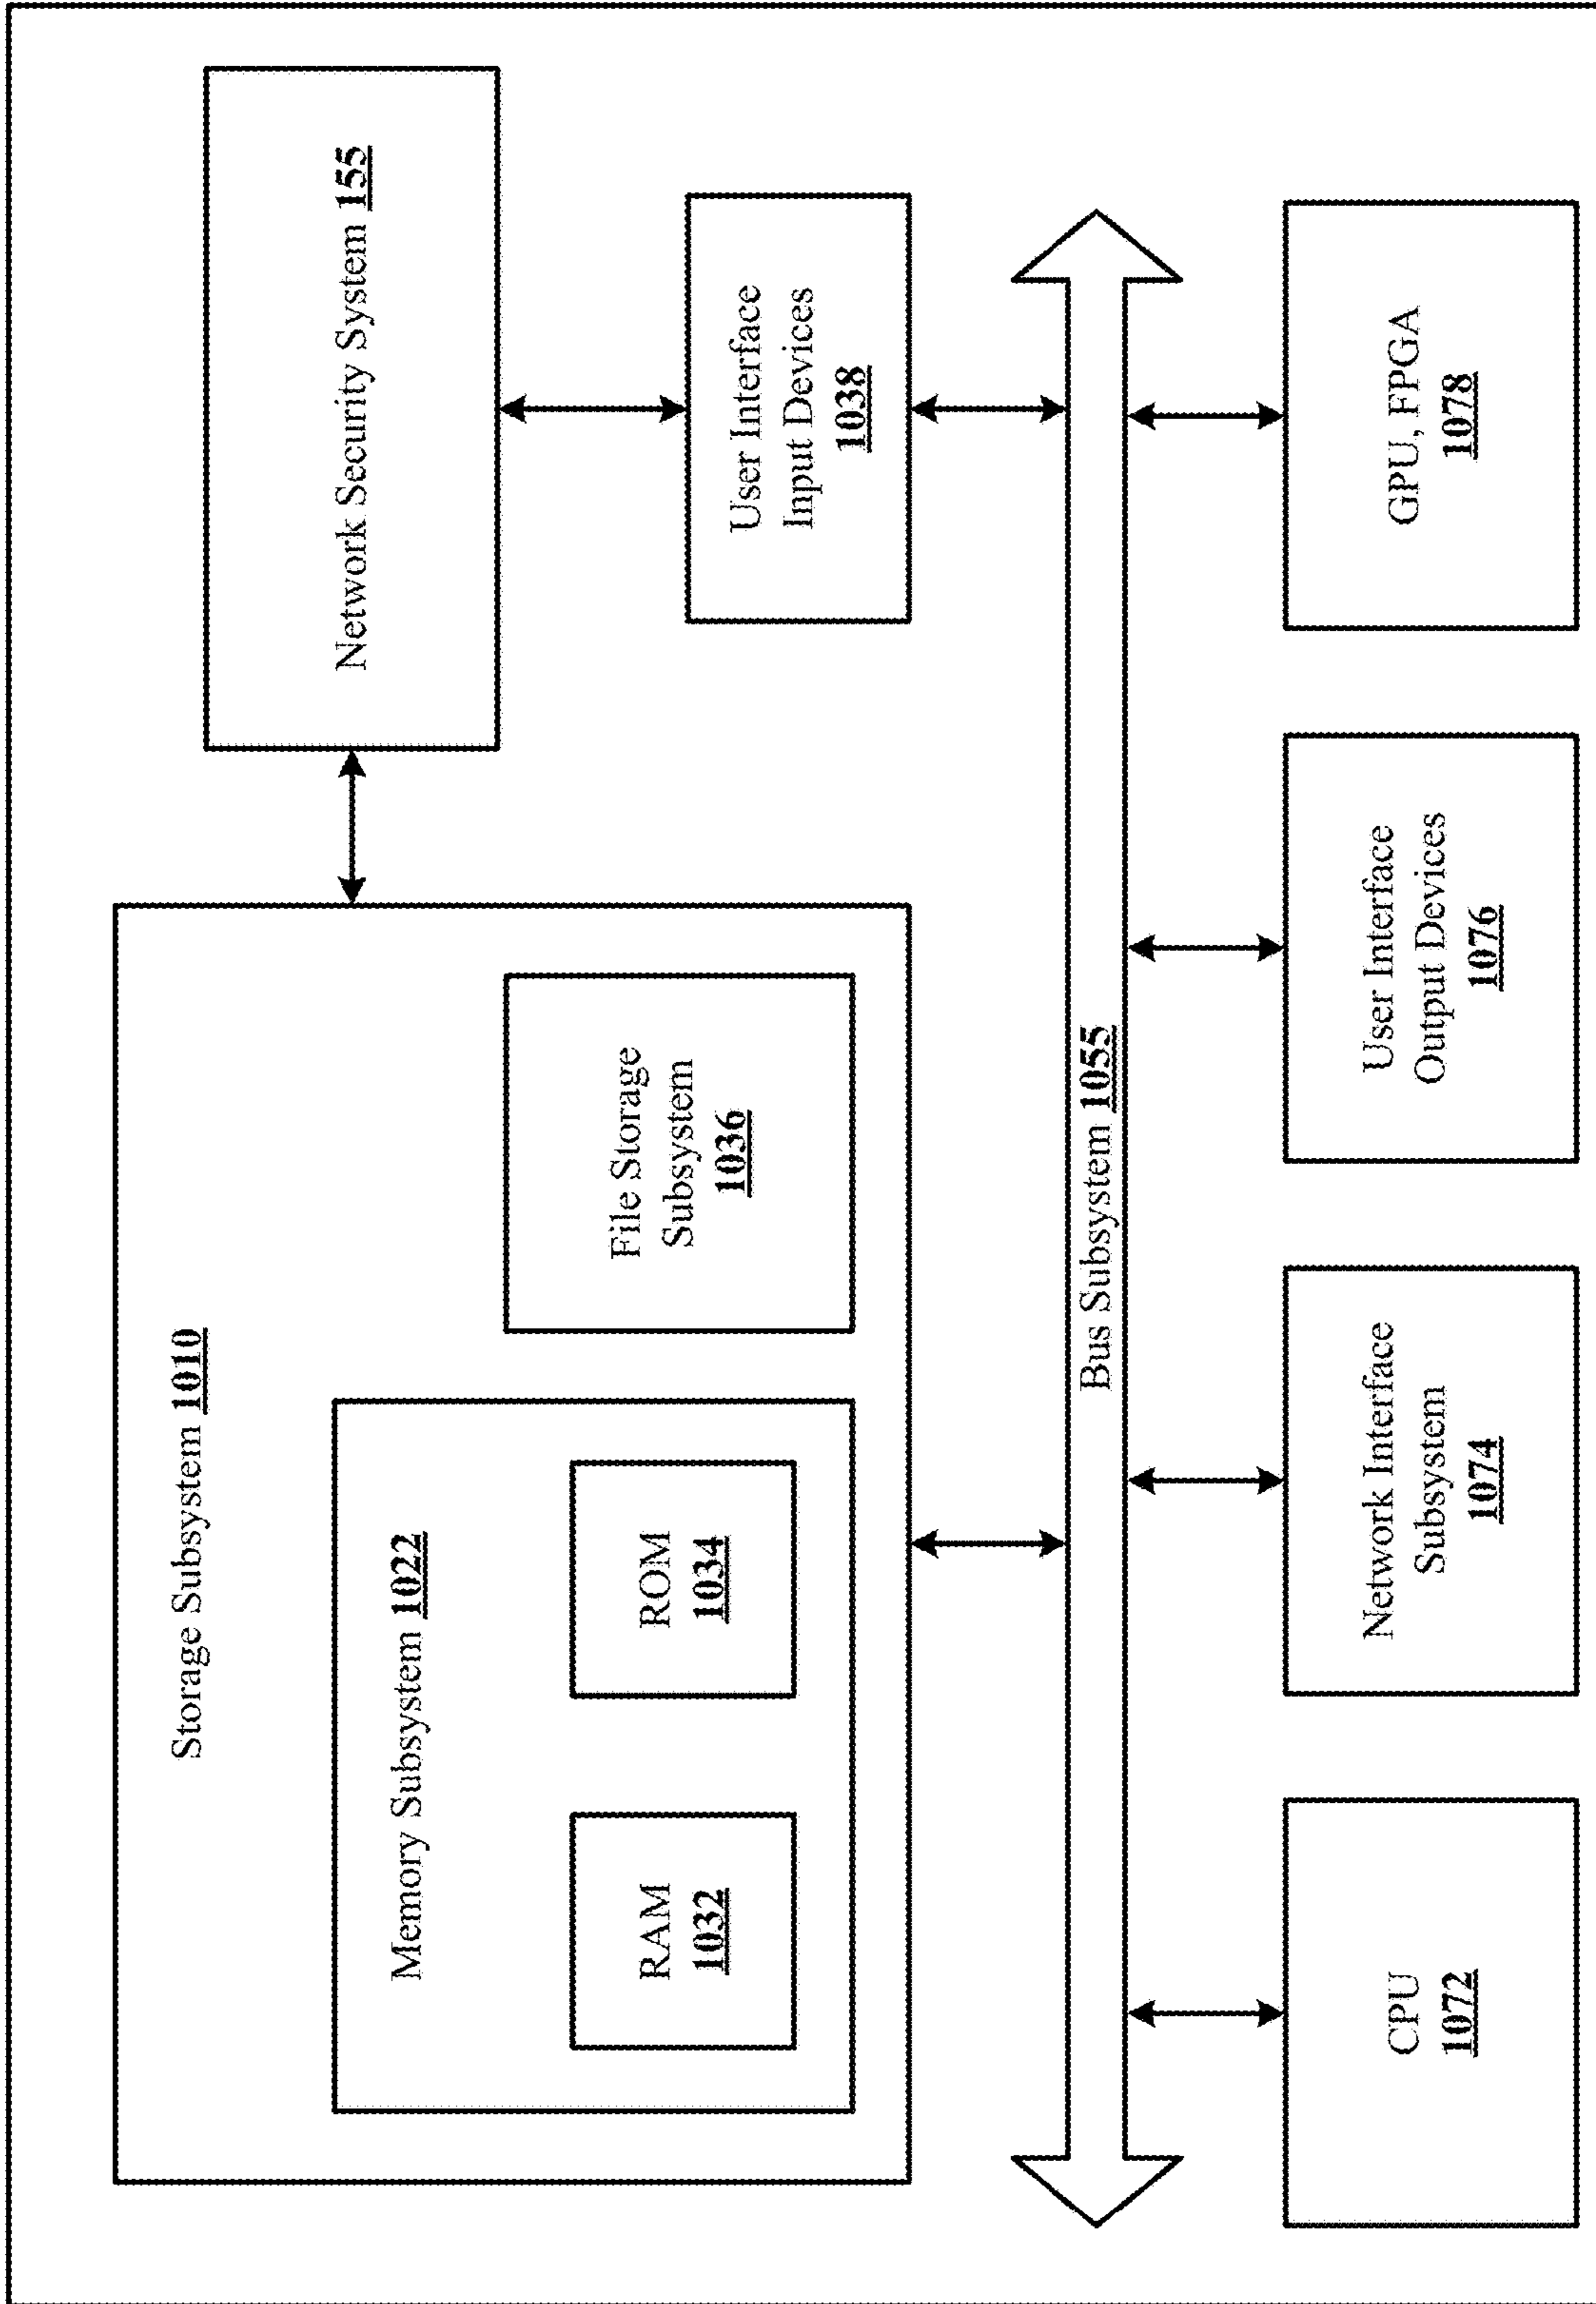 Storage Subsystem 1010
Memory Subsystem 1022
RAM
1032
ROM
1034
File Storage
Subsystem
1036
Network Security System 155
User Interface
Input Devices
1038
Bus Subsystem 1055
CPU
1072
Network Interface
Subsystem
1074
User Interface
Output Devices
1076
GPU, FPGA
1078